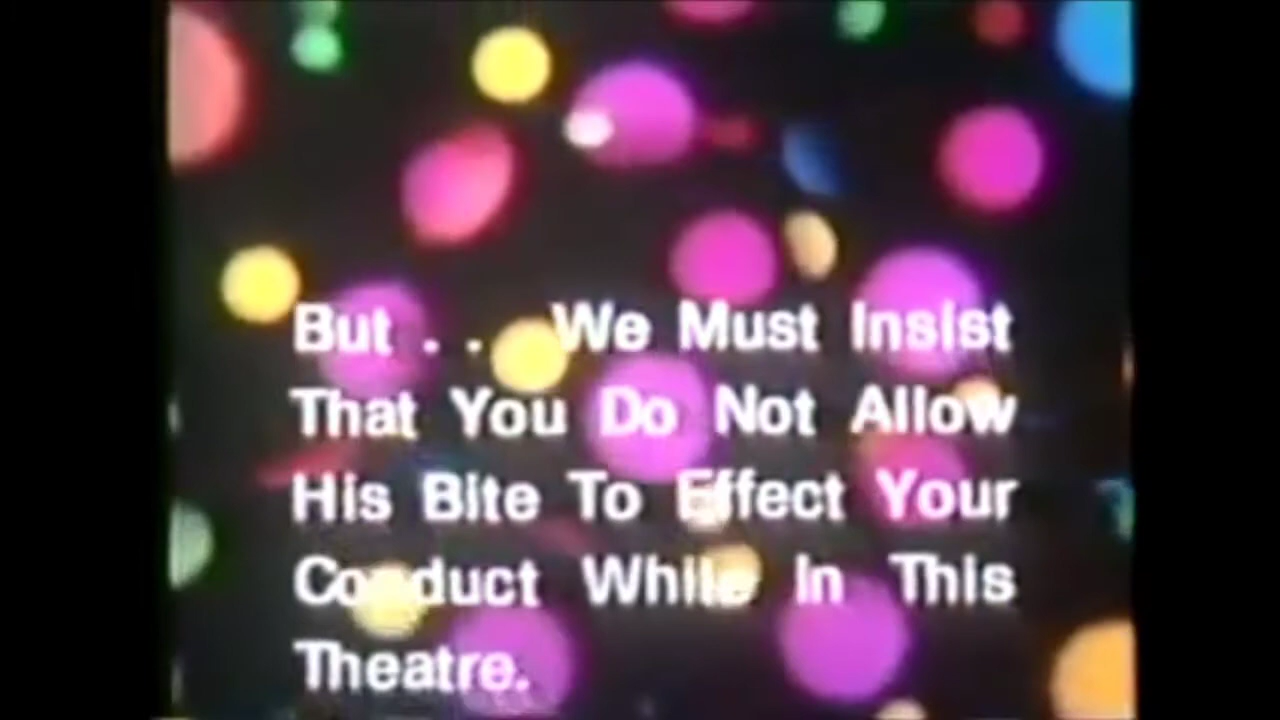 But . . We Must Insist
That You Do Not Allow
His Bite To Effect Your
Conduct While In This
Theatre.